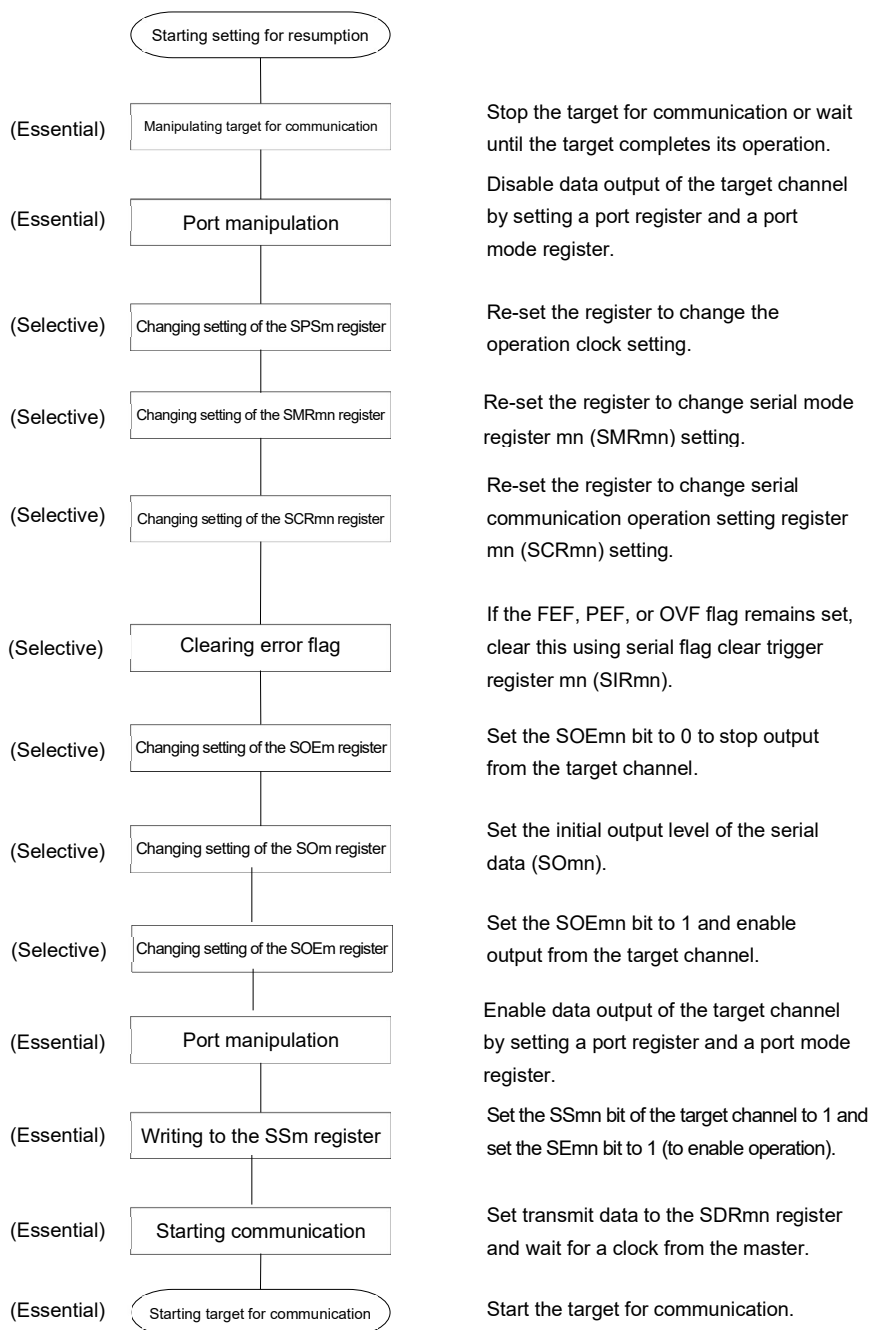 Starting setting for resumption
(Essential)
Manipulating target for communication
Stop the target for communication or wait
until the target completes its operation.
(Essential)
Port manipulation
Disable data output of the target channel
by setting a port register and a port
mode register.
(Selective)
Changing setting of the SPSm register
Re-set the register to change the
operation clock setting.
(Selective)
Changing setting of the SMRmn register
Re-set the register to change serial mode
register mn (SMRmn) setting.
(Selective)
Changing setting of the SCRmn register
Re-set the register to change serial
communication operation setting register
mn (SCRmn) setting.
(Selective)
Clearing error flag
If the FEF, PEF, or OVF flag remains set,
clear this using serial flag clear trigger
register mn (SIRmn).
(Selective)
Changing setting of the SOEm register
Set the SOEmn bit to 0 to stop output
from the target channel.
(Selective)
Changing setting of the SOm register
Set the initial output level of the serial
data (SOmn).
(Selective)
Changing setting of the SOEm register
Set the SOEmn bit to 1 and enable
output from the target channel.
(Essential)
Port manipulation
Enable data output of the target channel
by setting a port register and a port mode
register.
(Essential)
Writing to the SSm register
Set the SSmn bit of the target channel to 1 and
set the SEmn bit to 1 (to enable operation).
(Essential)
Starting communication
Set transmit data to the SDRmn register
and wait for a clock from the master.
(Essential)
Starting target for communication
Start the target for communication.